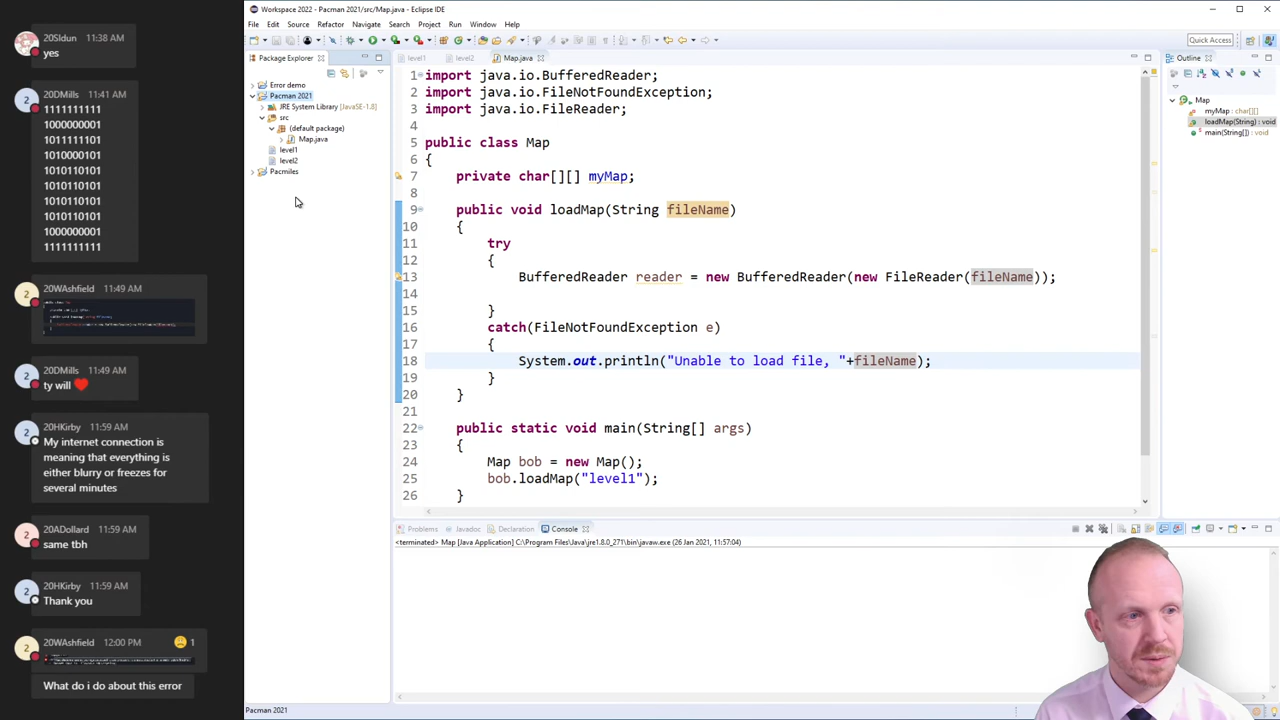 20Sldun 11:38 AM
yes
20DMills 11:41 AM
1111111111
1000000001
1011110101
1010000101
1010110101
1010110101
1010110101
1010110101
1000000001
1111111111
20WAshfield 11:49 AM
20DMills 11:49 AM
ty will ❤️
20HKirby 11:59 AM
My internet connection is
meaning that everything is
either blurry or freezes for
several minutes
20ADollard 11:59 AM
same tbh
20HKirby 11:59 AM
Thank you
20WAshfield 12:00 PM 1
What do i do about this error
Workspace 2022 - Pacman 2021/src/Map.java - Eclipse IDE
File Edit Source Refactor Navigate Search Project Run Window Help
Quick Access
Package Explorer
Error demo
Pacman 2021
JRE System Library [JavaSE-1.8]
src
(default package)
Map.java
level1
level2
Pacmiles
level1 level2 Map.java
1 import java.io.BufferedReader;
2 import java.io.FileNotFoundException;
3 import java.io.FileReader;
4
5 public class Map
6 {
7 private char[][] myMap;
8
9 public void loadMap(String fileName)
10 {
11 try
12 {
13 BufferedReader reader = new BufferedReader(new FileReader(fileName));
14
15 }
16 catch(FileNotFoundException e)
17 {
18 System.out.println("Unable to load file, "+fileName);
19 }
20 }
21
22 public static void main(String[] args)
23 {
24 Map bob = new Map();
25 bob.loadMap("level1");
26 }
Outline
Map
myMap : char[][]
loadMap(String) : void
main(String[]) : void
Problems Javadoc Declaration Console
<terminated> Map [Java Application] C:\Program Files\Java\jre1.8.0_271\bin\javaw.exe (26 Jan 2021, 11:57:04)
Pacman 2021